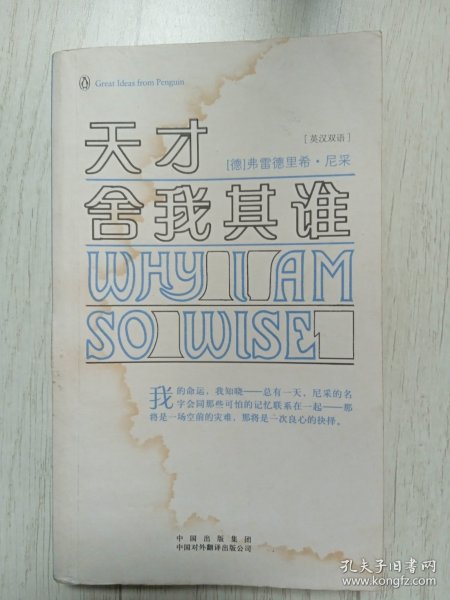 Great Ideas from Penguin
[英汉双语]
天才
[德]弗雷德里希·尼采
舍我其谁
WHY I AM
SO WISE
我的命运,我知晓——总有一天,尼采的名
字会同那些可怕的记忆联系在一起——那
将是一场空前的灾难,那将是一次良心的抉择。
中国出版集团
中国对外翻译出版公司
孔夫子旧书网
www.kongfz.com